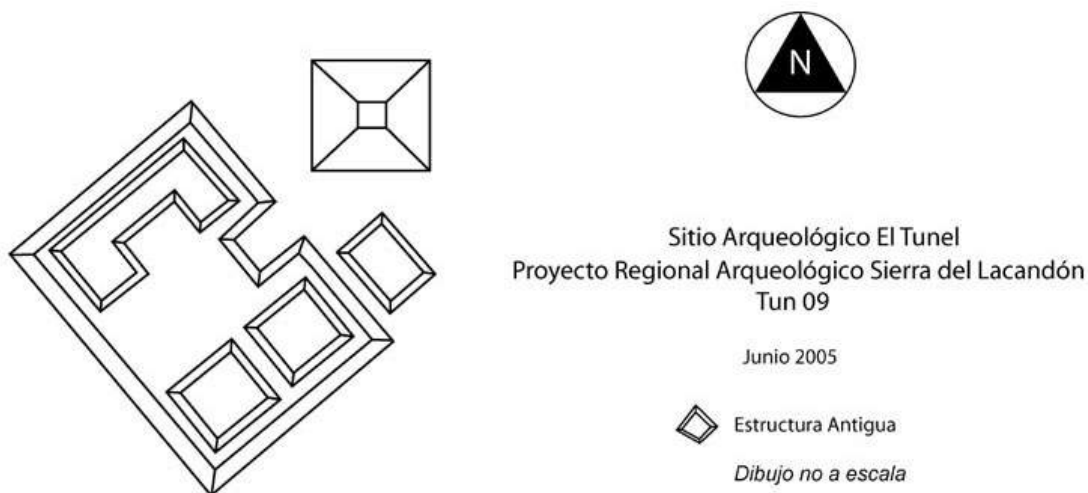 N
Sitio Arqueológico El Tunel
Proyecto Regional Arqueológico Sierra del Lacandón
Tun 09
Junio 2005
Estructura Antigua
Dibujo no a escala